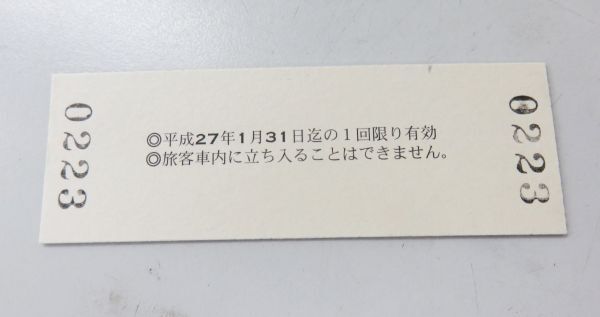 0223
◎平成27年1月31日迄の1回限り有効
◎旅客車内に立ち入ることはできません。
0223